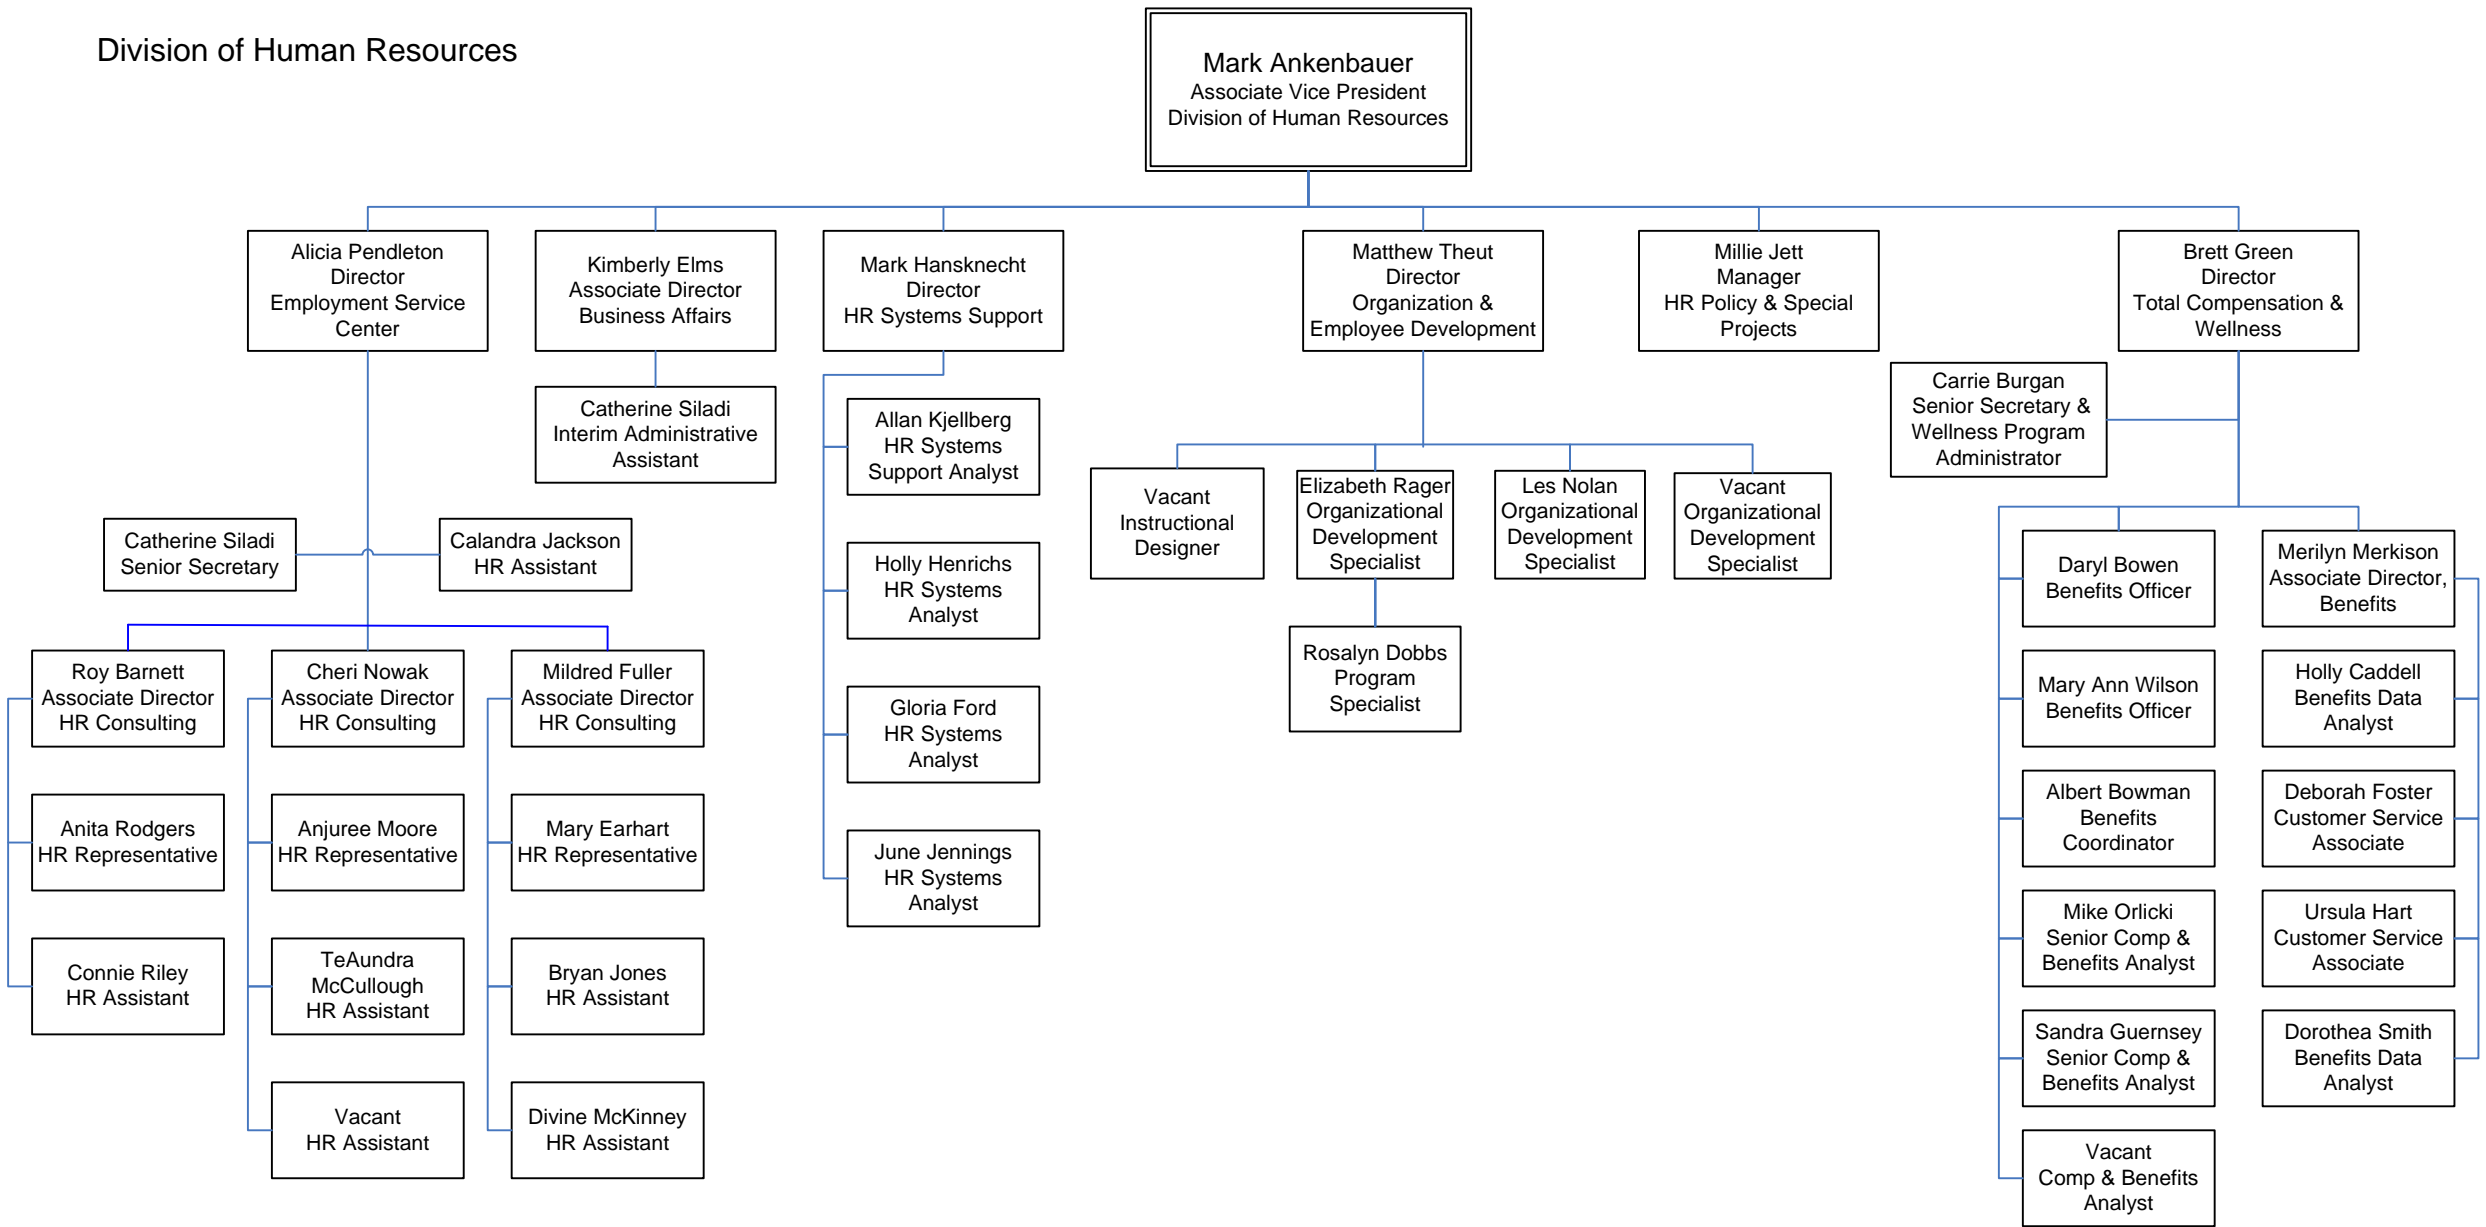 Division of Human Resources
Mark Ankenbauer
Associate Vice President
Division of Human Resources
Alicia Pendleton
Director
Employment Service
Center
Kimberly Elms
Associate Director
Business Affairs
Mark Hansknecht
Director
HR Systems Support
Matthew Theut
Director
Organization &
Employee Development
Millie Jett
Manager
HR Policy & Special
Projects
Brett Green
Director
Total Compensation &
Wellness
Catherine Siladi
Interim Administrative
Assistant
Carrie Burgan
Senior Secretary &
Wellness Program
Administrator
Catherine Siladi
Senior Secretary
Calandra Jackson
HR Assistant
Roy Barnett
Associate Director
HR Consulting
Anita Rodgers
HR Representative
Connie Riley
HR Assistant
Cheri Nowak
Associate Director
HR Consulting
Anjuree Moore
HR Representative
TeAundra
McCullough
HR Assistant
Vacant
HR Assistant
Mildred Fuller
Associate Director
HR Consulting
Mary Earhart
HR Representative
Bryan Jones
HR Assistant
Divine McKinney
HR Assistant
Allan Kjellberg
HR Systems
Support Analyst
Holly Henrichs
HR Systems
Analyst
Gloria Ford
HR Systems
Analyst
June Jennings
HR Systems
Analyst
Vacant
Instructional
Designer
Elizabeth Rager
Organizational
Development
Specialist
Les Nolan
Organizational
Development
Specialist
Vacant
Organizational
Development
Specialist
Rosalyn Dobbs
Program
Specialist
Daryl Bowen
Benefits Officer
Mary Ann Wilson
Benefits Officer
Albert Bowman
Benefits
Coordinator
Mike Orlicki
Senior Comp &
Benefits Analyst
Sandra Guernsey
Senior Comp &
Benefits Analyst
Vacant
Comp & Benefits
Analyst
Merilyn Merkison
Associate Director,
Benefits
Holly Caddell
Benefits Data
Analyst
Deborah Foster
Customer Service
Associate
Ursula Hart
Customer Service
Associate
Dorothea Smith
Benefits Data
Analyst